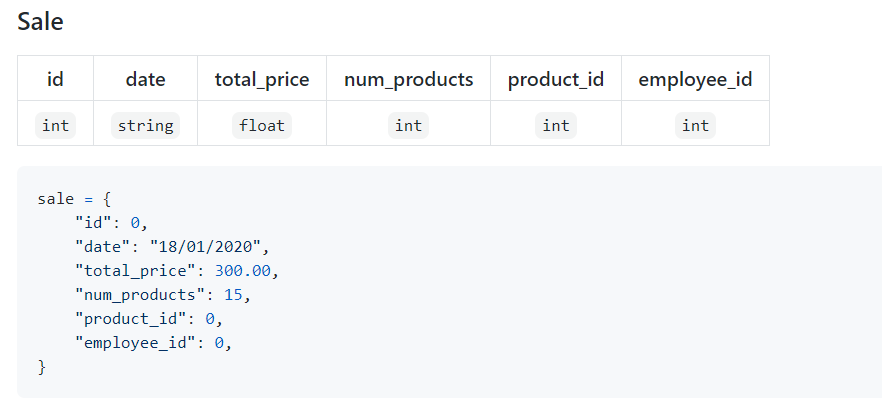 Sale
id date total_price num_products product_id employee_id
int string float int int int
sale = {
    "id": 0,
    "date": "18/01/2020",
    "total_price": 300.00,
    "num_products": 15,
    "product_id": 0,
    "employee_id": 0,
}